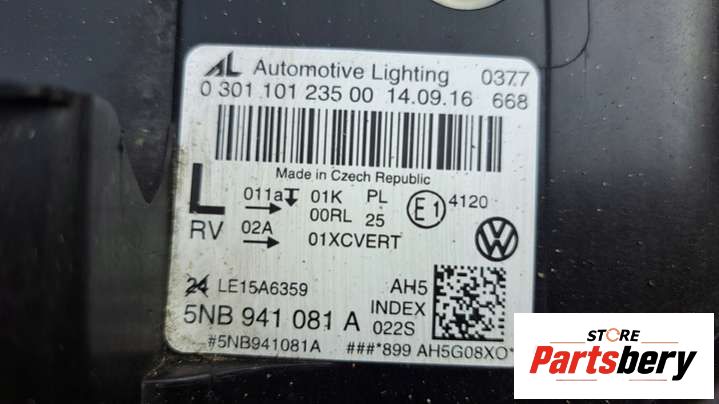 AL Automotive Lighting 0377
0 301 101 235 00 14.09.16 668
Made in Czech Republic
L 011a 01K PL E1 4120
00RL 25
RV 02A 01XCVERT
24 LE15A6359 AH5
INDEX
5NB 941 081 A 022S
#5NB941081A ###*899 AH5G08XO*
STORE
Partsbery